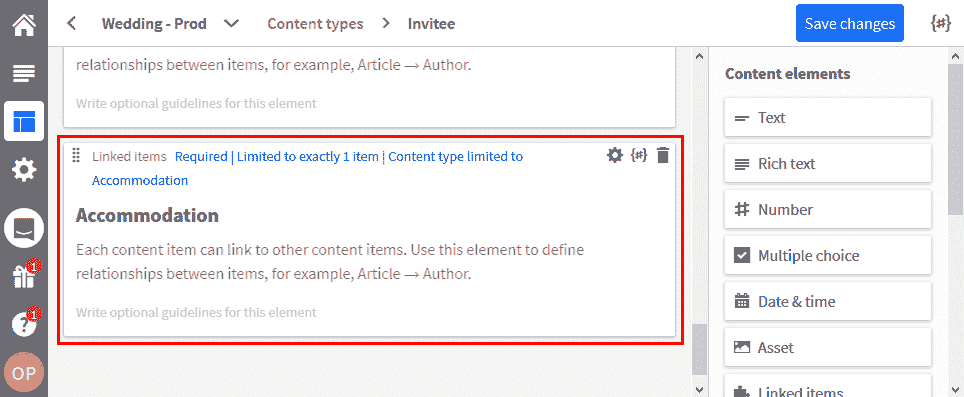 Wedding - Prod
Content types
Invitee
Save changes
{#}
relationships between items, for example, Article → Author.
Write optional guidelines for this element
Linked items Required | Limited to exactly 1 item | Content type limited to
Accommodation
{#}
Accommodation
Each content item can link to other content items. Use this element to define
relationships between items, for example, Article → Author.
Write optional guidelines for this element
Content elements
Text
Rich text
Number
Multiple choice
Date & time
Asset
Linked items
1
1
?
OP